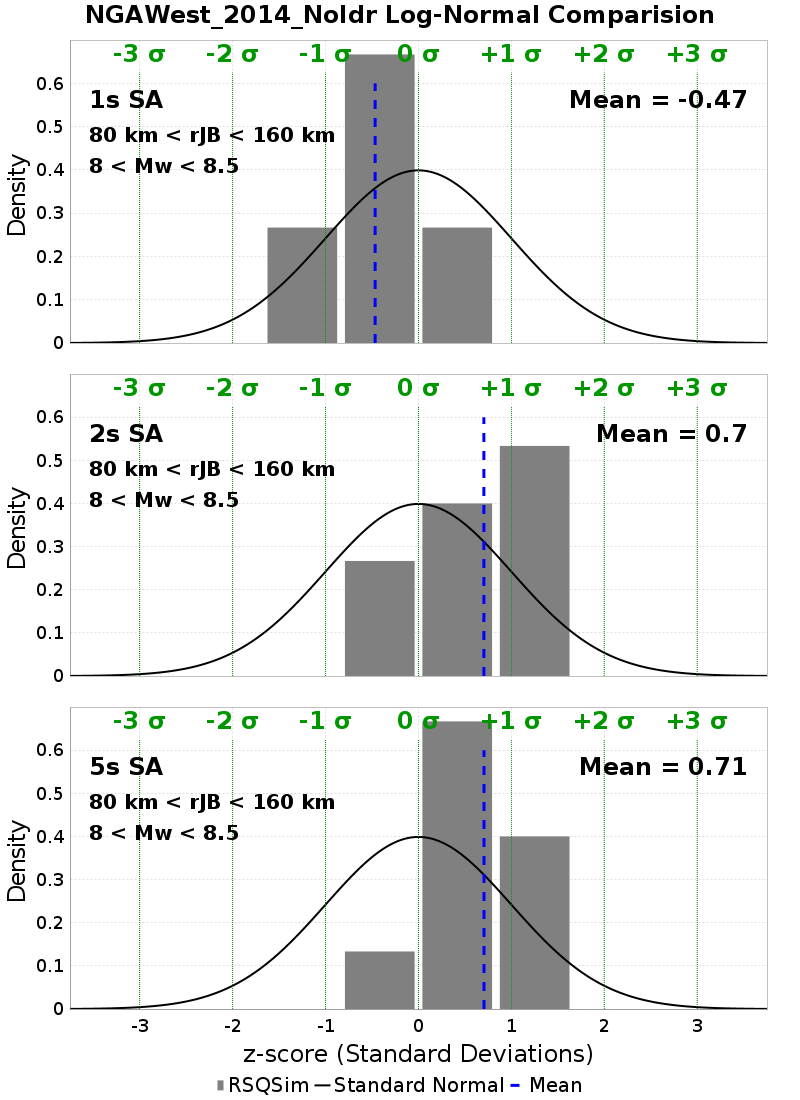 NGAWest_2014_NoIdr Log-Normal Comparision
-3 σ -2 σ -1 σ 0 σ +1 σ +2 σ +3 σ
1s SA
Mean = -0.47
80 km < rJB < 160 km
8 < Mw < 8.5
Density
0.6
0.5
0.4
0.3
0.2
0.1
0
-3 σ -2 σ -1 σ 0 σ +1 σ +2 σ +3 σ
2s SA
Mean = 0.7
80 km < rJB < 160 km
8 < Mw < 8.5
Density
0.6
0.5
0.4
0.3
0.2
0.1
0
-3 σ -2 σ -1 σ 0 σ +1 σ +2 σ +3 σ
5s SA
Mean = 0.71
80 km < rJB < 160 km
8 < Mw < 8.5
Density
0.6
0.5
0.4
0.3
0.2
0.1
0
-3 -2 -1 0 1 2 3
z-score (Standard Deviations)
RSQSim Standard Normal Mean